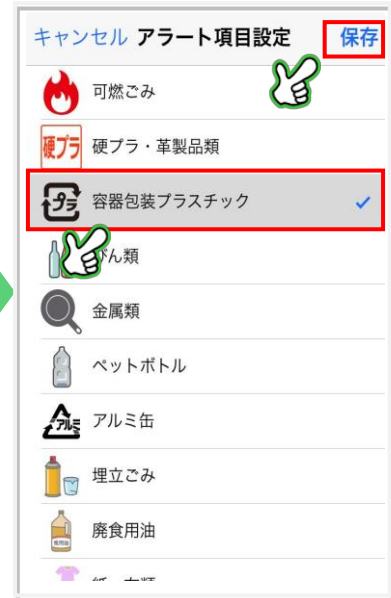 キャンセル アラート項目設定 保存
可燃ごみ
硬プラ 硬プラ・革製品類
プラ 容器包装プラスチック
びん類
金属類
ペットボトル
アルミ アルミ缶
埋立ごみ
廃食用油